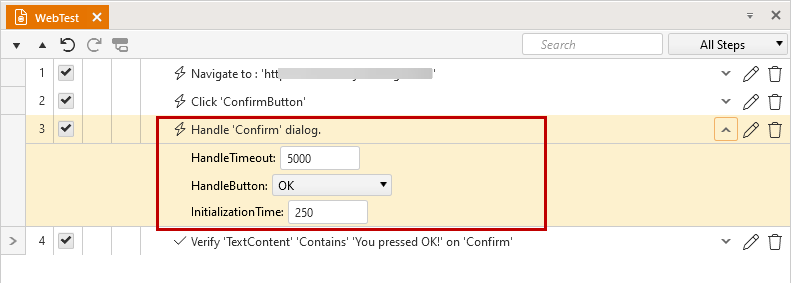 WebTest
Search
All Steps
1 Navigate to : 'htt '
2 Click 'ConfirmButton'
3 Handle 'Confirm' dialog.
HandleTimeout: 5000
HandleButton: OK
InitializationTime: 250
4 Verify 'TextContent' 'Contains' 'You pressed OK!' on 'Confirm'